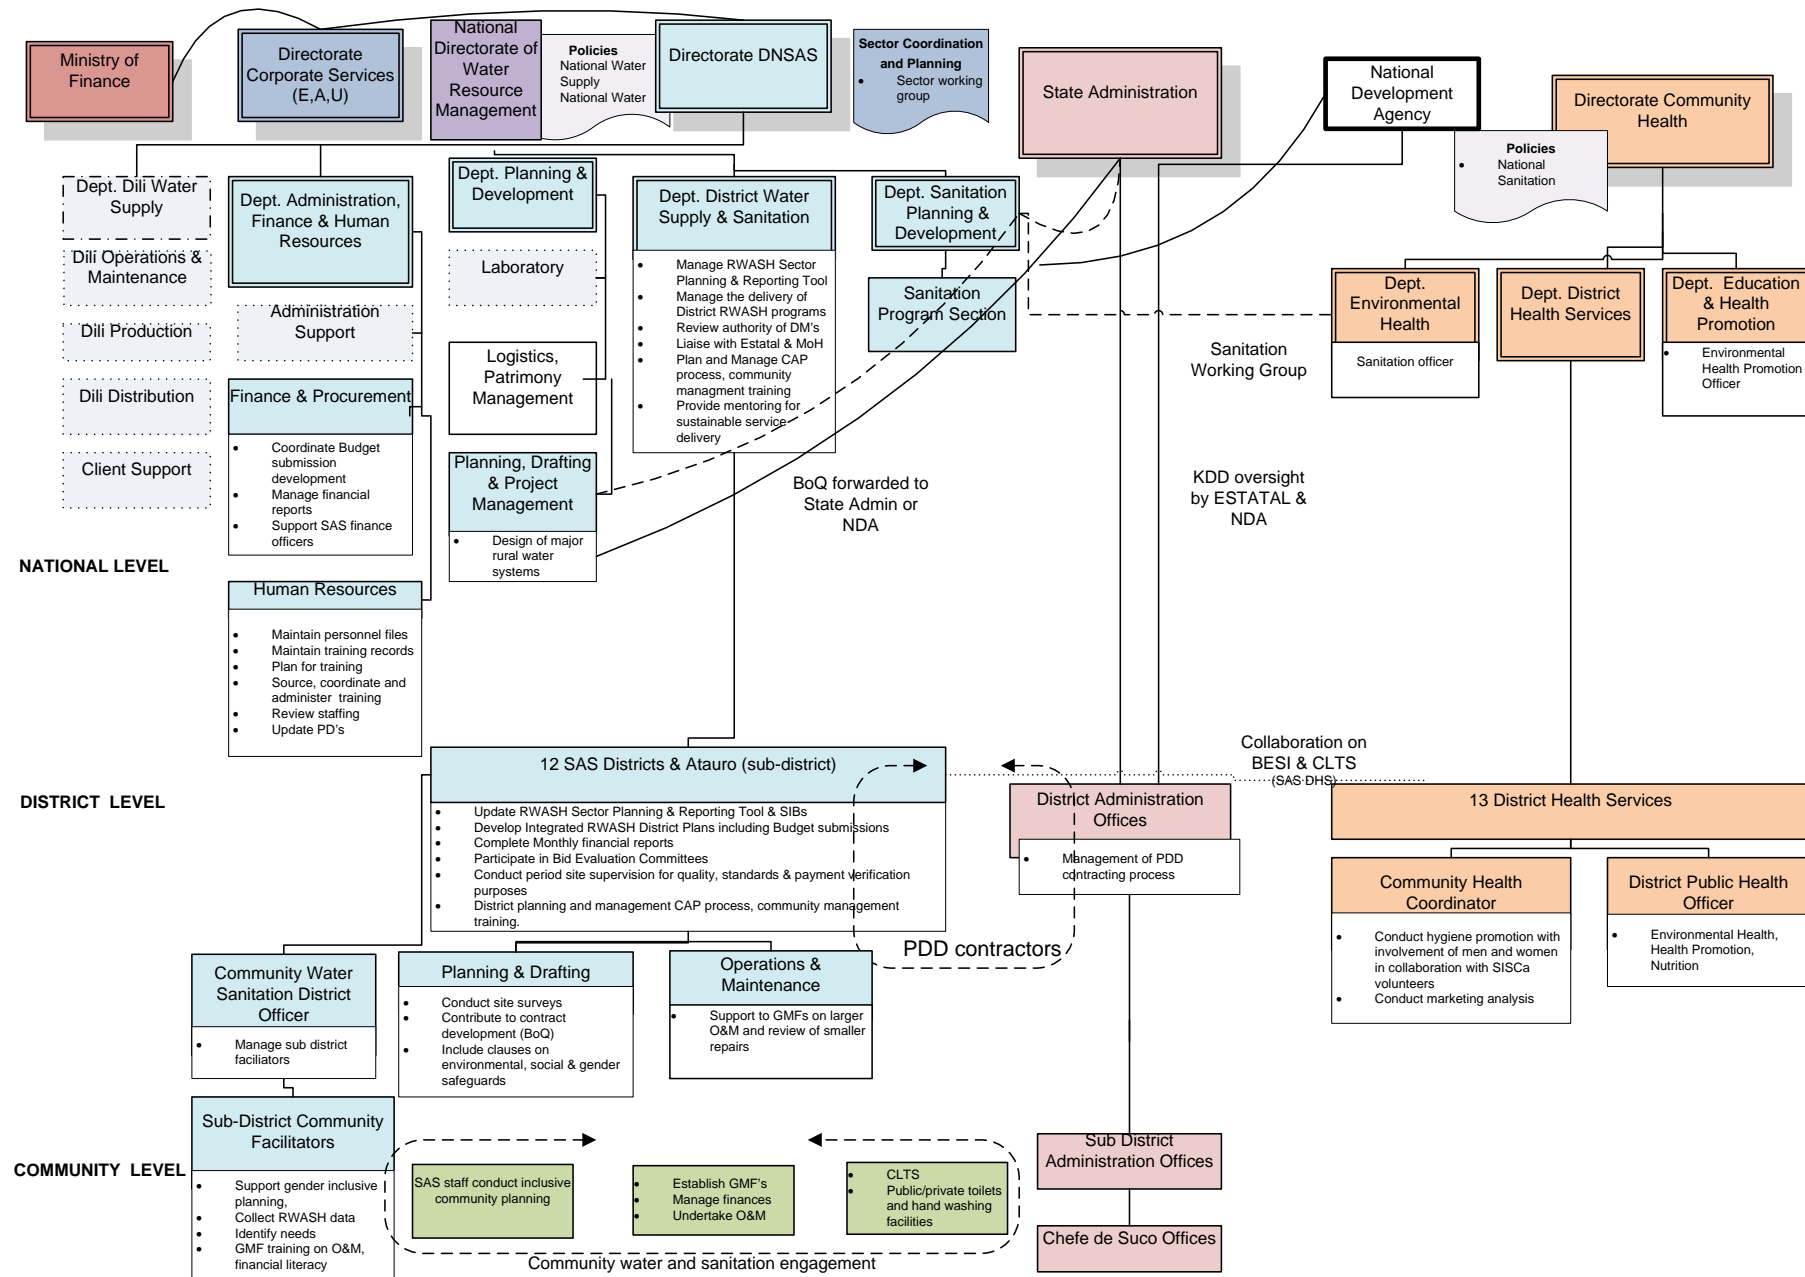 Ministry of
Finance
Directorate
Corporate Services
(E,A,U)
National
Directorate of
Water
Resource
Management
Policies
National Water
Supply
National Water
Directorate DNSAS
Sector Coordination
and Planning
• Sector working
group
State Administration
National
Development
Agency
Policies
• National
Sanitation
Directorate Community
Health
Dept. Dili Water
Supply
Dili Operations &
Maintenance
Dili Production
Dili Distribution
Client Support
Dept. Administration,
Finance & Human
Resources
Administration
Support
Finance & Procurement
• Coordinate Budget
submission
development
• Manage financial
reports
• Support SAS finance
officers
Human Resources
• Maintain personnel files
• Maintain training records
• Plan for training
• Source, coordinate and
administer training
• Review staffing
• Update PD's
Dept. Planning &
Development
Laboratory
Logistics,
Patrimony
Management
Planning, Drafting
& Project
Management
• Design of major
rural water
systems
Dept. District Water
Supply & Sanitation
• Manage RWASH Sector
Planning & Reporting Tool
• Manage the delivery of
District RWASH programs
• Review authority of DM's
• Liaise with Estatal & MoH
• Plan and Manage CAP
process, community
managment training
• Provide mentoring for
sustainable service
delivery
Dept. Sanitation
Planning &
Development
Sanitation
Program Section
BoQ forwarded to
State Admin or
NDA
KDD oversight
by ESTATAL &
NDA
Sanitation
Working Group
Dept.
Environmental
Health
Sanitation officer
Dept. District
Health Services
Dept. Education
& Health
Promotion
• Environmental
Health Promotion
Officer
NATIONAL LEVEL
DISTRICT LEVEL
12 SAS Districts & Atauro (sub-district)
• Update RWASH Sector Planning & Reporting Tool & SIBs
• Develop Integrated RWASH District Plans including Budget submissions
• Complete Monthly financial reports
• Participate in Bid Evaluation Committees
• Conduct period site supervision for quality, standards & payment verification
purposes
• District planning and management CAP process, community management
training.
District Administration
Offices
• Management of PDD
contracting process
Collaboration on
BESI & CLTS
(SAS DHS)
13 District Health Services
Community Health
Coordinator
• Conduct hygiene promotion with
involvement of men and women
in collaboration with SISCa
volunteers
• Conduct marketing analysis
District Public Health
Officer
• Environmental Health,
Health Promotion,
Nutrition
PDD contractors
Community Water
Sanitation District
Officer
• Manage sub district
faciliators
Planning & Drafting
• Conduct site surveys
• Contribute to contract
development (BoQ)
• Include clauses on
environmental, social & gender
safeguards
Operations &
Maintenance
• Support to GMFs on larger
O&M and review of smaller
repairs
COMMUNITY LEVEL
Sub-District Community
Facilitators
• Support gender inclusive
planning,
• Collect RWASH data
• Identify needs
• GMF training on O&M,
financial literacy
SAS staff conduct inclusive
community planning
• Establish GMF's
• Manage finances
• Undertake O&M
• CLTS
• Public/private toilets
and hand washing
facilities
Community water and sanitation engagement
Sub District
Administration Offices
Chefe de Suco Offices